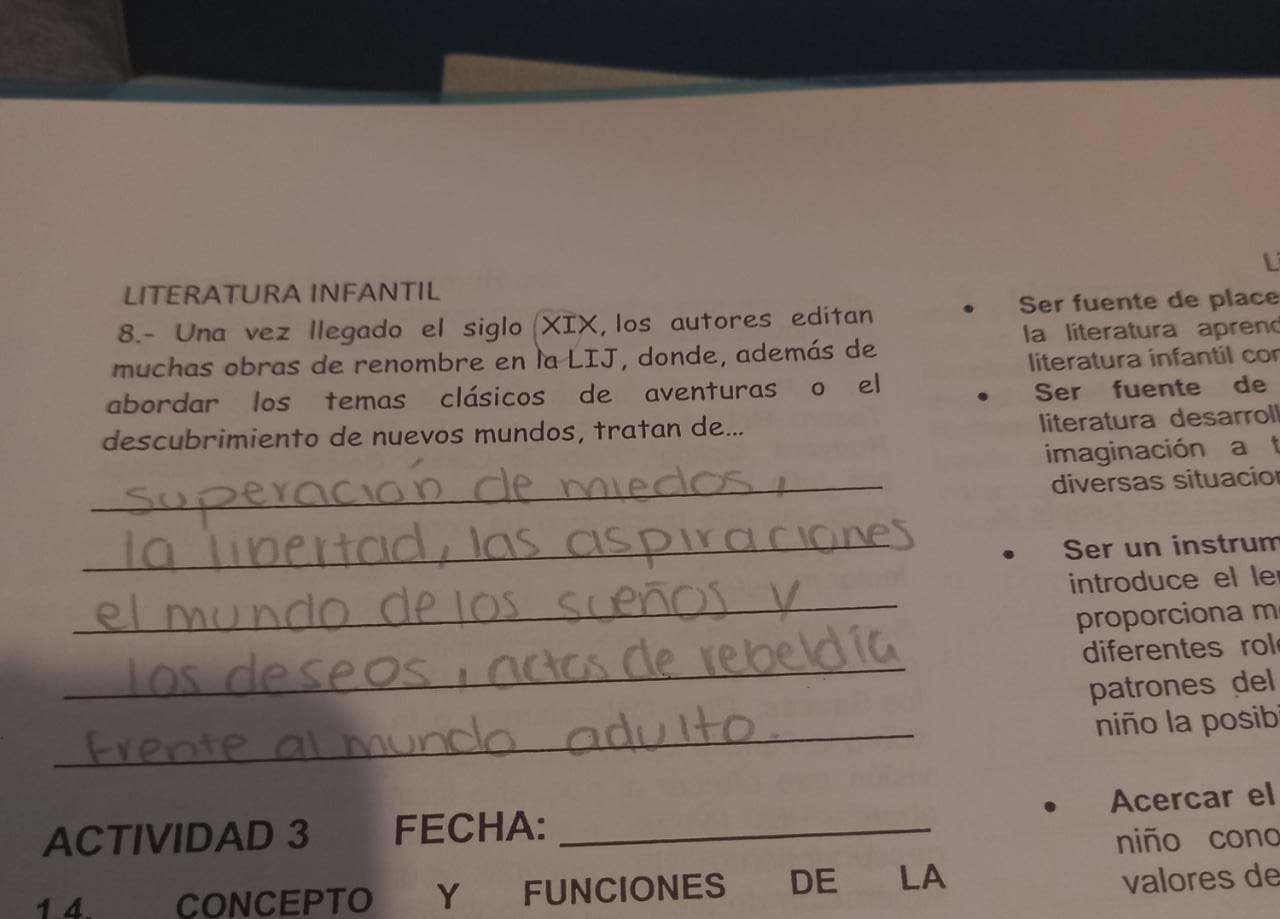 LITERATURA INFANTIL
8.- Una vez llegado el siglo XIX, los autores editan
muchas obras de renombre en la LIJ, donde, además de
abordar los temas clásicos de aventuras o el
descubrimiento de nuevos mundos, tratan de...
superación de miedos,
la libertad, las aspiraciones
el mundo de los sueños y
los deseos, actos de rebeldía
frente al mundo adulto.
ACTIVIDAD 3 FECHA:
1.4. CONCEPTO Y FUNCIONES DE LA
• Ser fuente de place
la literatura aprend
literatura infantil con
• Ser fuente de
literatura desarroll
imaginación a t
diversas situacion
• Ser un instrum
introduce el len
proporciona m
diferentes role
patrones del
niño la posib
• Acercar el
niño cono
valores de